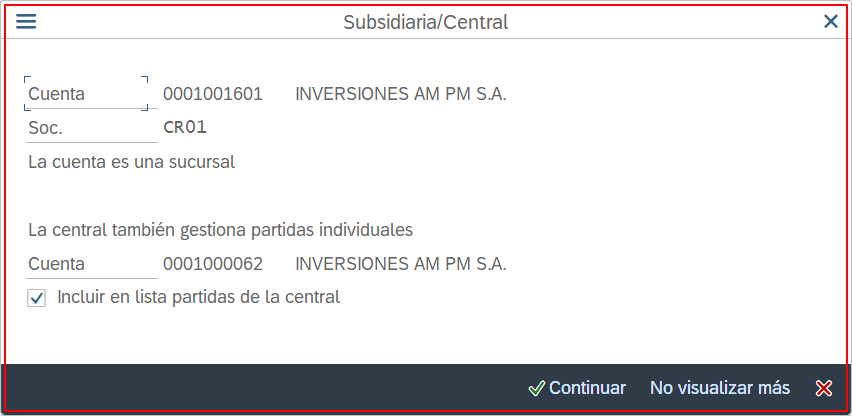 Subsidiaria/Central
Cuenta 0001001601 INVERSIONES AM PM S.A.
Soc. CR01
La cuenta es una sucursal
La central también gestiona partidas individuales
Cuenta 0001000062 INVERSIONES AM PM S.A.
Incluir en lista partidas de la central
Continuar No visualizar más